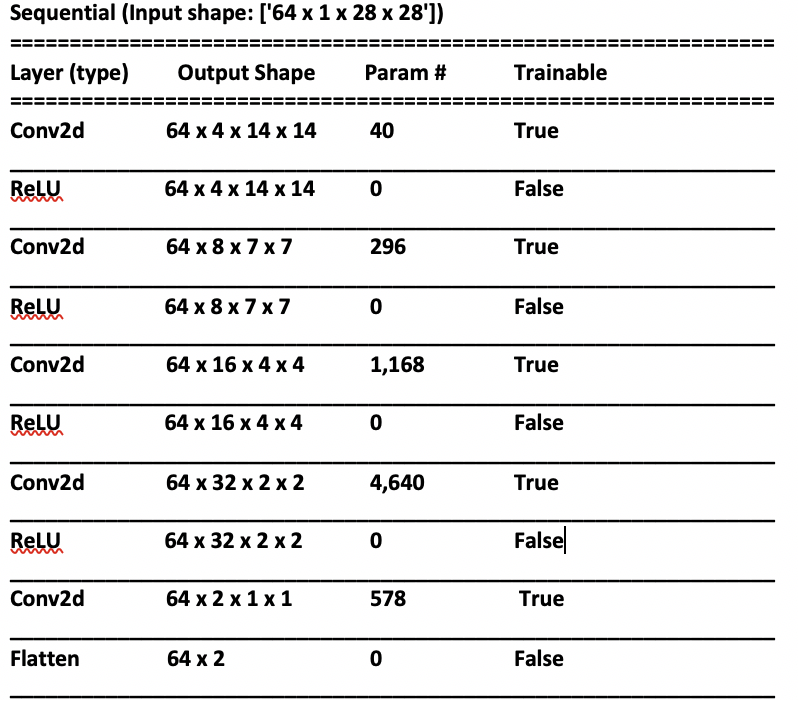 Sequential (Input shape: ['64 x 1 x 28 x 28'])
================================================================
Layer (type) Output Shape Param # Trainable
================================================================
Conv2d 64 x 4 x 14 x 14 40 True
ReLU 64 x 4 x 14 x 14 0 False
Conv2d 64 x 8 x 7 x 7 296 True
ReLU 64 x 8 x 7 x 7 0 False
Conv2d 64 x 16 x 4 x 4 1,168 True
ReLU 64 x 16 x 4 x 4 0 False
Conv2d 64 x 32 x 2 x 2 4,640 True
ReLU 64 x 32 x 2 x 2 0 False
Conv2d 64 x 2 x 1 x 1 578 True
Flatten 64 x 2 0 False